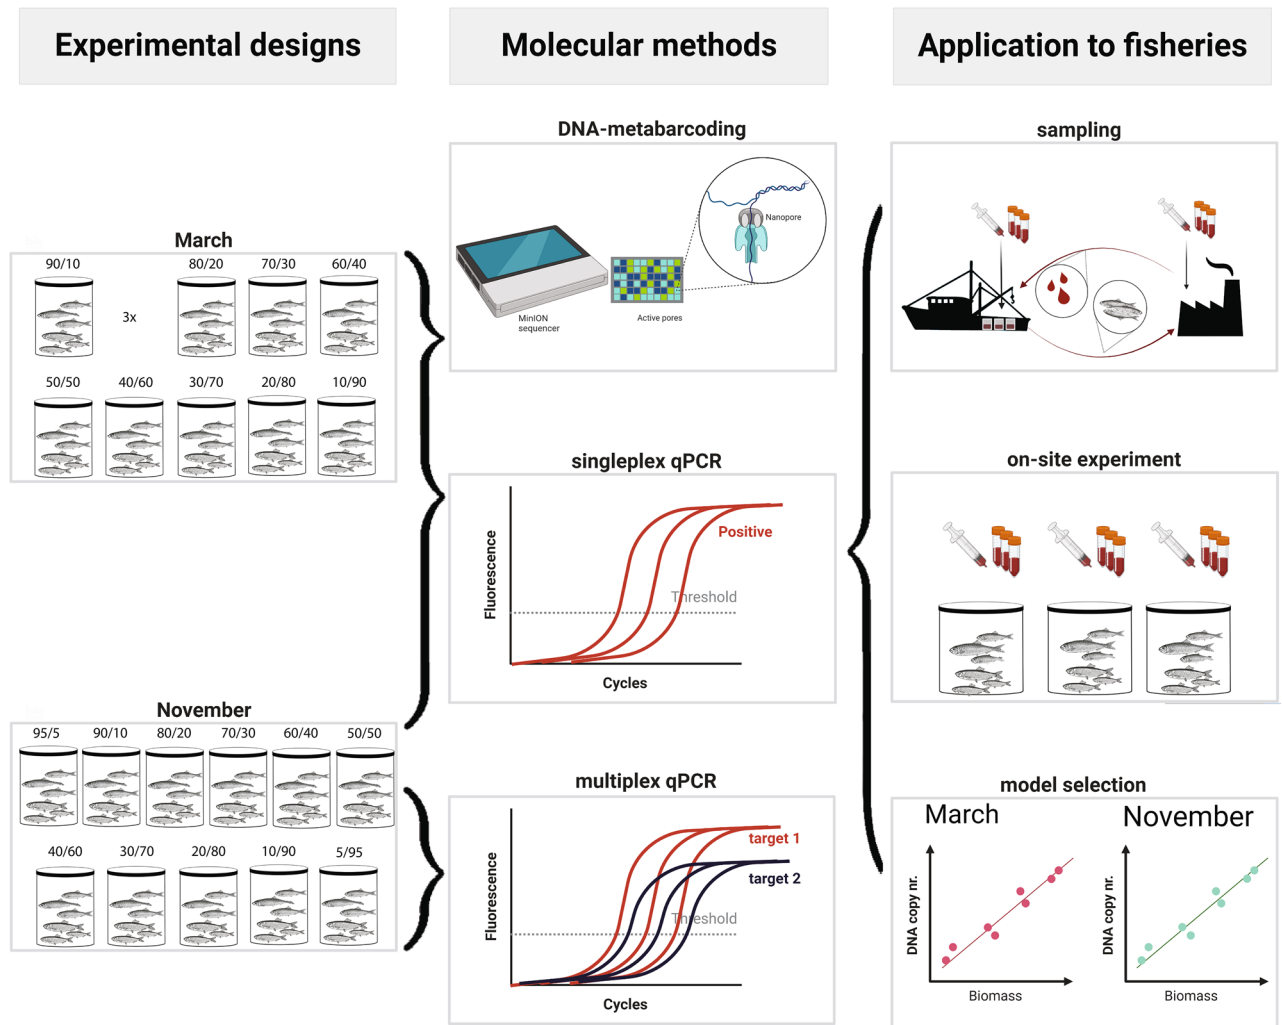 Experimental designs
Molecular methods
Application to fisheries
March
90/10
3x
80/20
70/30
60/40
50/50
40/60
30/70
20/80
10/90
November
95/5
90/10
80/20
70/30
60/40
50/50
40/60
30/70
20/80
10/90
5/95
DNA-metabarcoding
Nanopore
MinION
sequencer
Active pores
singleplex qPCR
Fluorescence
Positive
Threshold
Cycles
multiplex qPCR
Fluorescence
target 1
target 2
Threshold
Cycles
sampling
on-site experiment
model selection
March
DNA copy nr.
Biomass
November
DNA copy nr.
Biomass